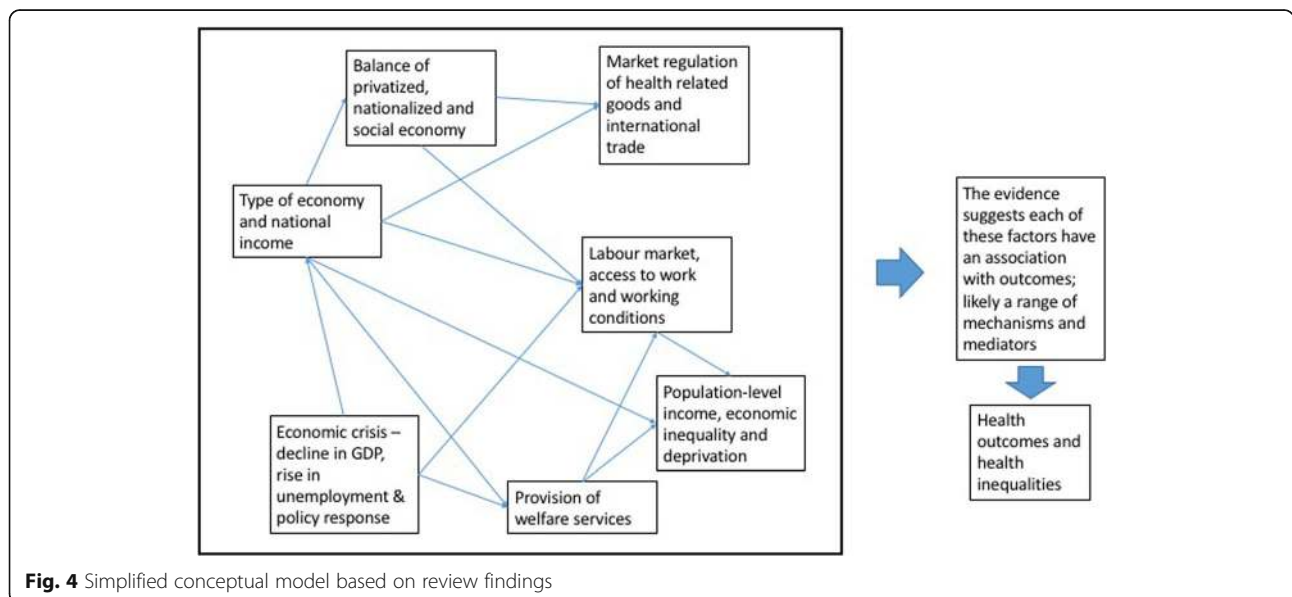 Balance of
privatized,
nationalized and
social economy
Market regulation
of health related
goods and
international
trade
Type of economy
and national
income
Labour market,
access to work
and working
conditions
Population-level
income, economic
inequality and
deprivation
Economic crisis –
decline in GDP,
rise in
unemployment &
policy response
Provision of
welfare services
The evidence
suggests each of
these factors have
an association
with outcomes;
likely a range of
mechanisms and
mediators
Health
outcomes and
health
inequalities
Fig. 4 Simplified conceptual model based on review findings